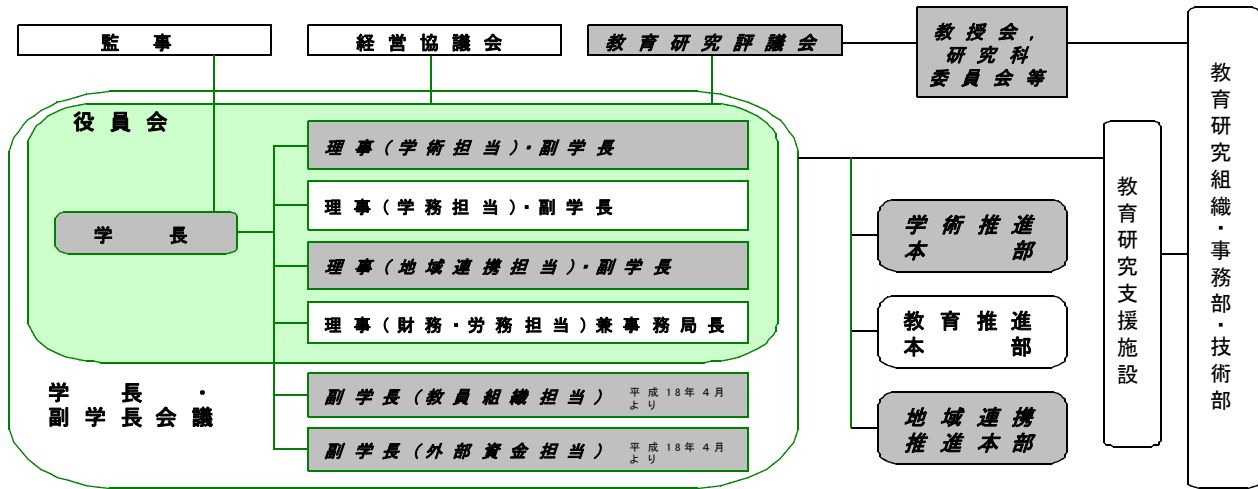 監事
経営協議会
教育研究評議会
教授会，
研究科
委員会等
役員会
学長
理事(学術担当)・副学長
理事(学務担当)・副学長
理事(地域連携担当)・副学長
理事(財務・労務担当)兼事務局長
学長・
副学長会議
副学長(教員組織担当)
平成18年4月
より
副学長(外部資金担当)
平成18年4月
より
学術推進
本部
教育推進
本部
地域連携
推進本部
教育研究支援施設
教育研究組織・事務部・技術部